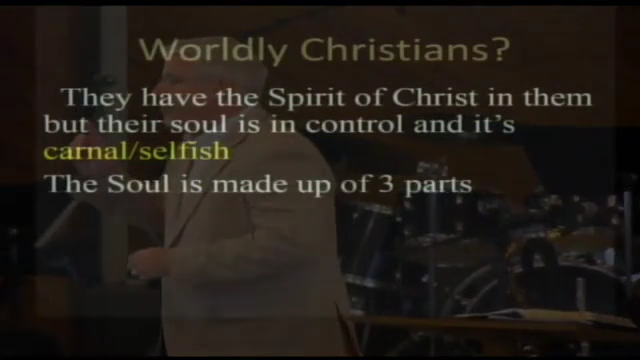 Worldly Christians?
They have the Spirit of Christ in them
but their soul is in control and it's
carnal/selfish
The Soul is made up of 3 parts